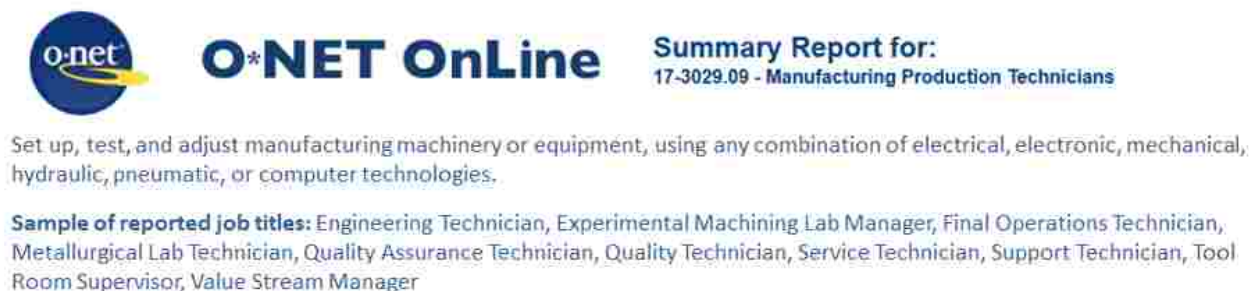 o·net
O*NET OnLine
Summary Report for:
17-3029.09 - Manufacturing Production Technicians
Set up, test, and adjust manufacturing machinery or equipment, using any combination of electrical, electronic, mechanical,
hydraulic, pneumatic, or computer technologies.
Sample of reported job titles: Engineering Technician, Experimental Machining Lab Manager, Final Operations Technician,
Metallurgical Lab Technician, Quality Assurance Technician, Quality Technician, Service Technician, Support Technician, Tool
Room Supervisor, Value Stream Manager